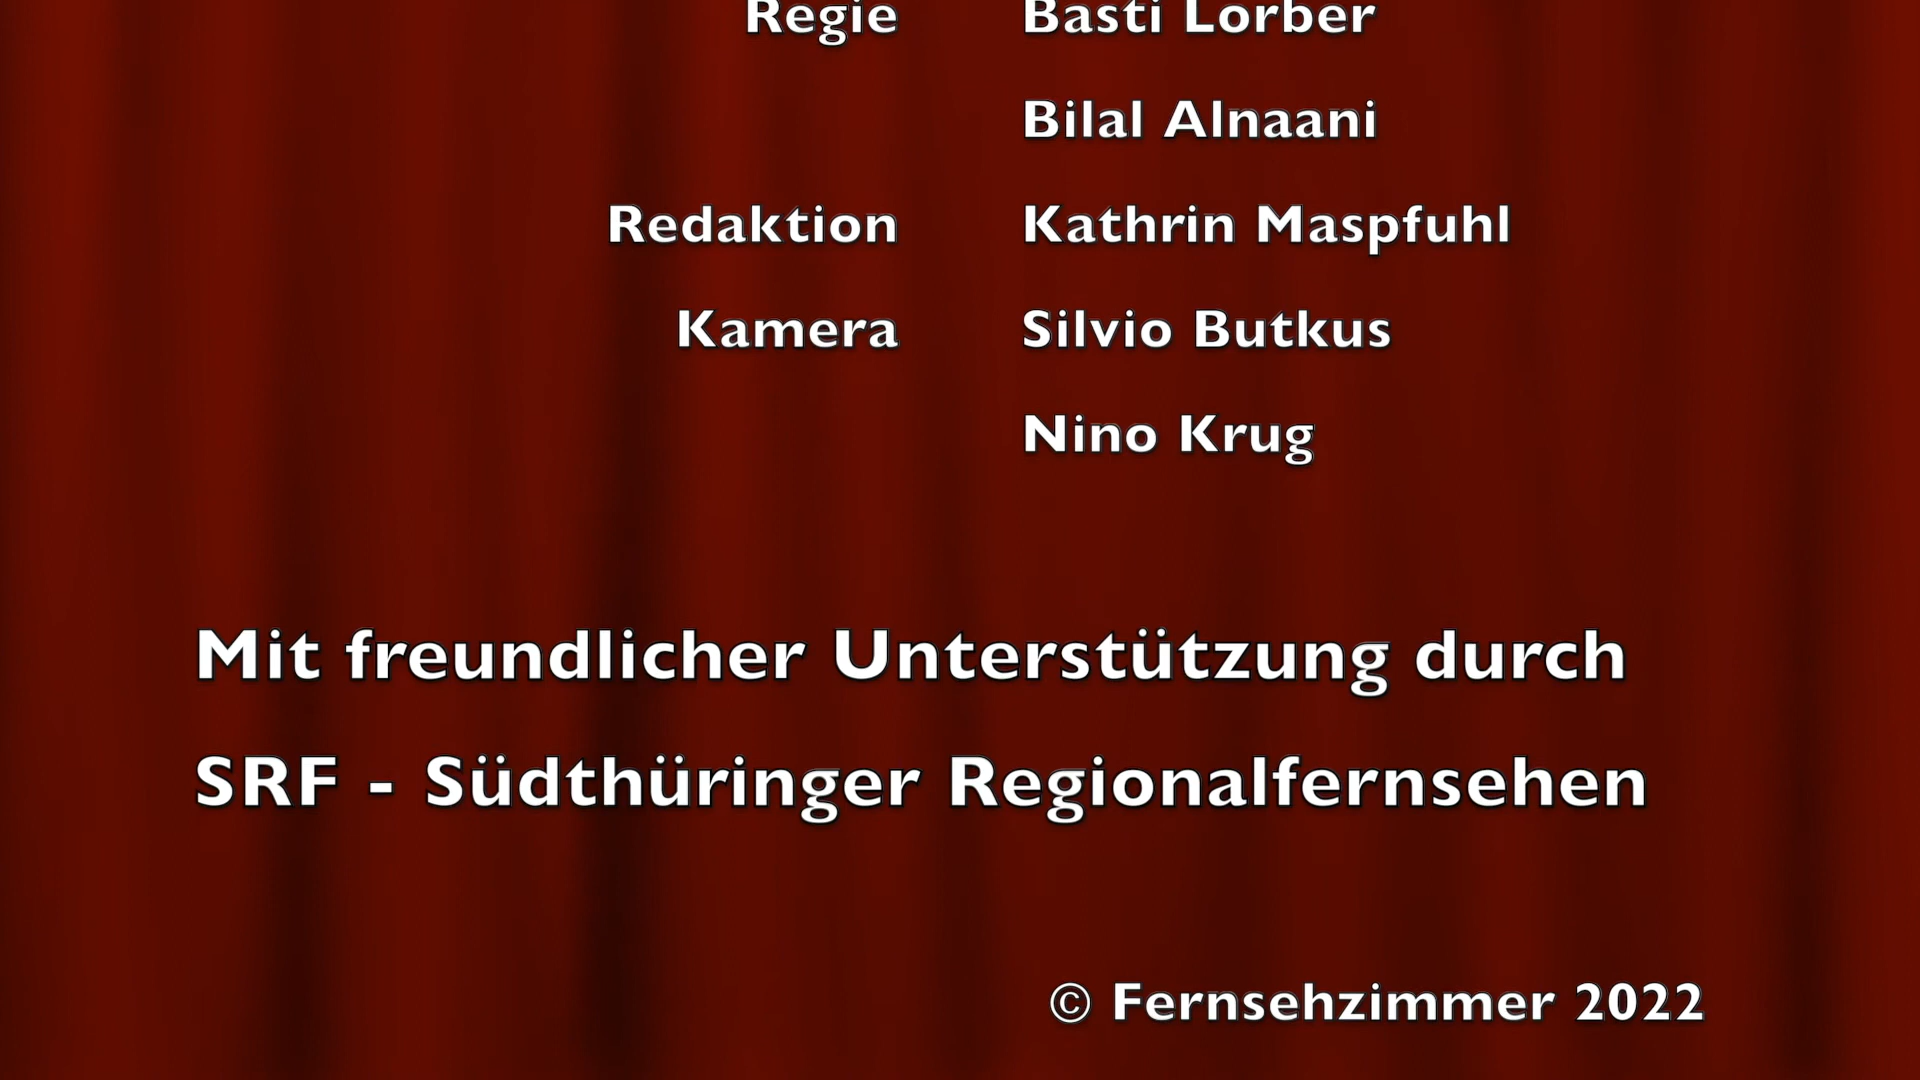 Regie Basti Lorber
Bilal Alnaani
Redaktion Kathrin Maspfuhl
Kamera Silvio Butkus
Nino Krug
Mit freundlicher Unterstützung durch
SRF - Südthüringer Regionalfernsehen
© Fernsehzimmer 2022